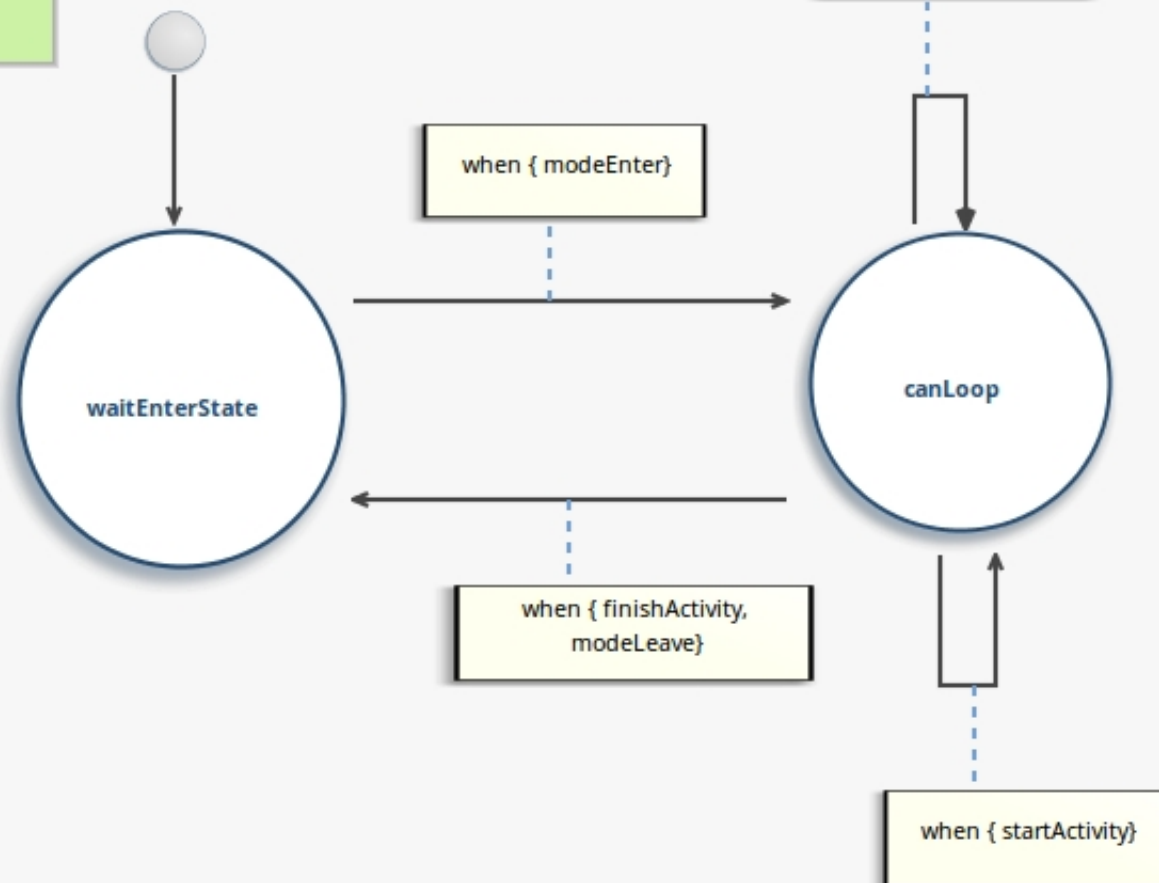 when { modeEnter}
waitEnterState
canLoop
when { finishActivity,
modeLeave}
when { startActivity}